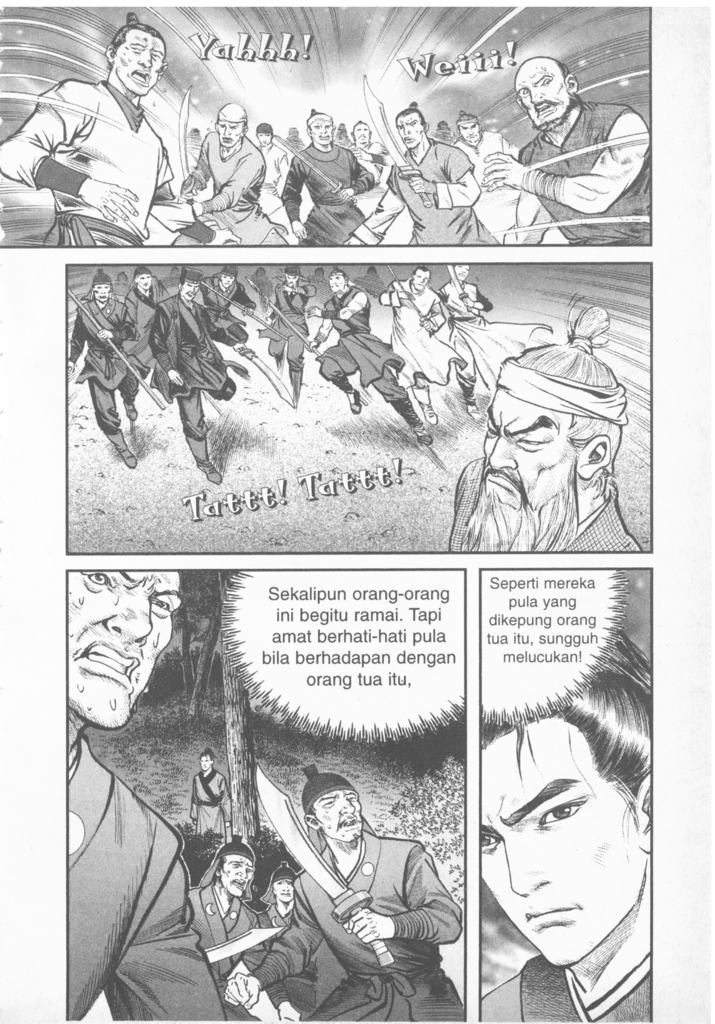 Yahhh!
Weiii!
Tattt! Tattt!
Sekalipun orang-orang
ini begitu ramai. Tapi
amat berhati-hati pula
bila berhadapan dengan
orang tua itu,
Seperti mereka
pula yang
dikepung orang
tua itu, sungguh
melucukan!